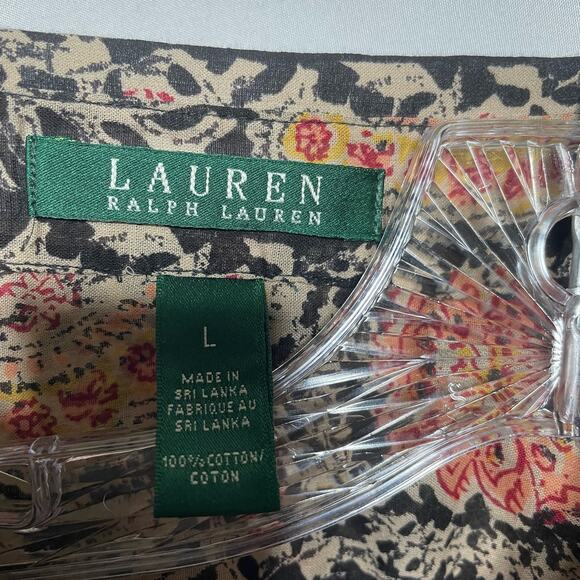 LAUREN
RALPH LAUREN
L
MADE IN
SRI LANKA
FABRIQUE AU
SRI LANKA
100% COTTON/
COTON